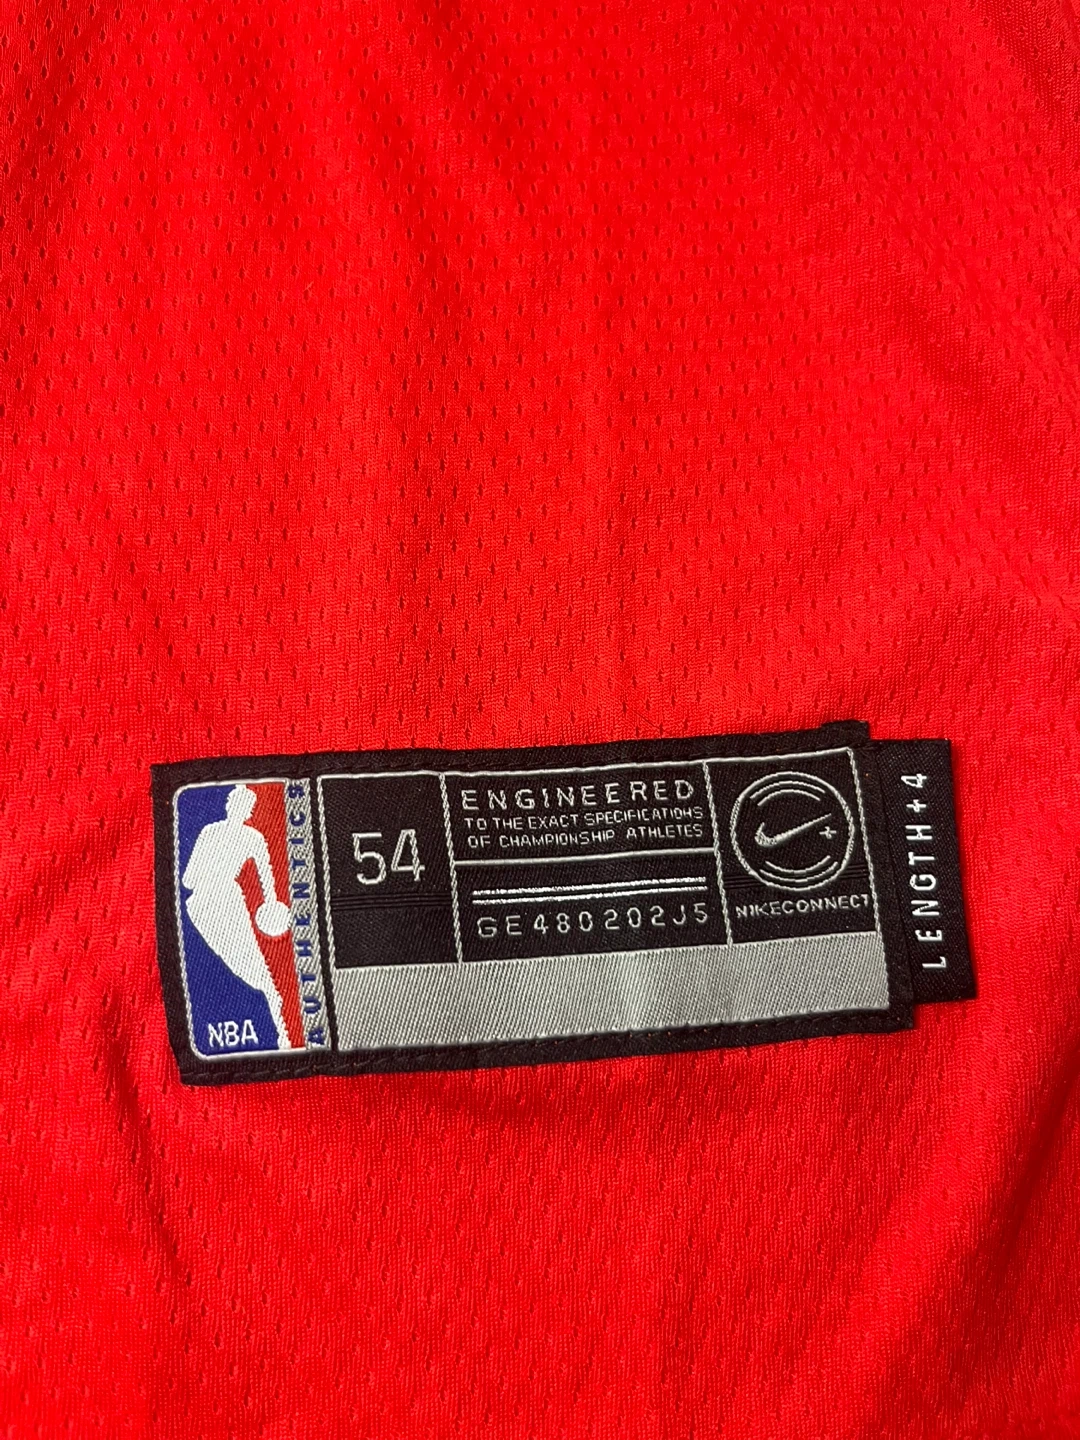 NBA
AUTHENTICS
54
ENGINEERED
TO THE EXACT SPECIFICATIONS
OF CHAMPIONSHIP ATHLETES
GE480202J5
NIKECONNECT
LENGTH+4